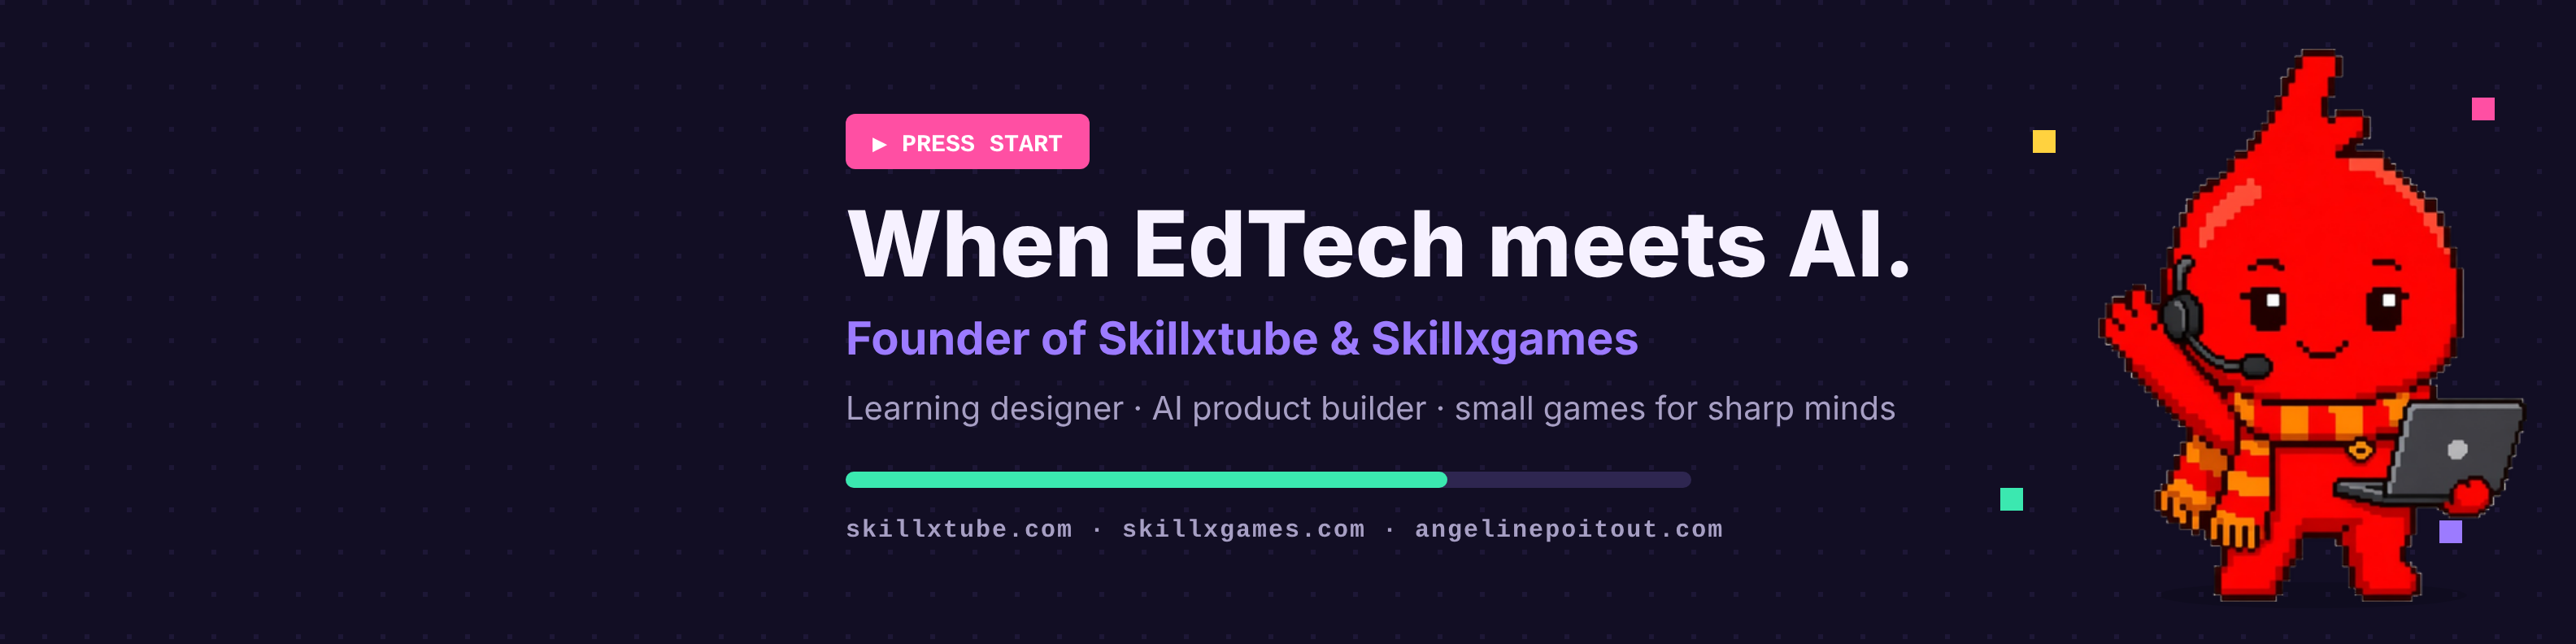 ▶ PRESS START
When EdTech meets AI.
Founder of Skillxtube & Skillxgames
Learning designer · AI product builder · small games for sharp minds
skillxtube.com · skillxgames.com · angelinepoitout.com